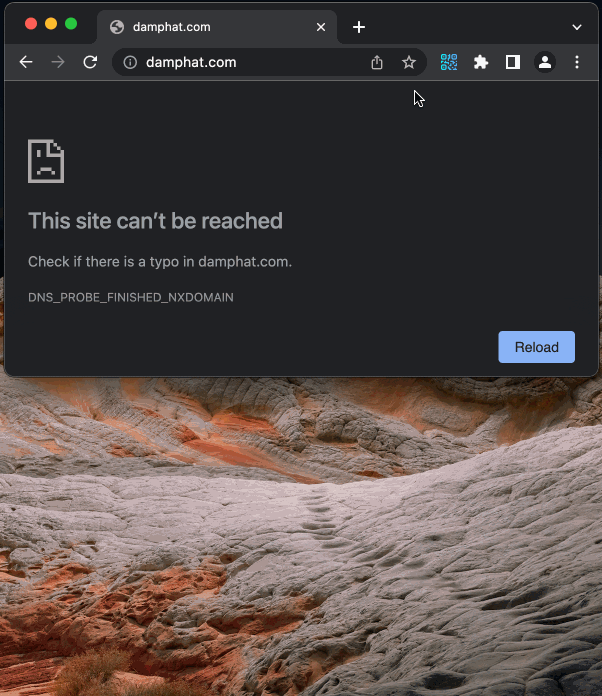 damphat.com
damphat.com
This site can’t be reached
Check if there is a typo in damphat.com.
DNS_PROBE_FINISHED_NXDOMAIN
Reload